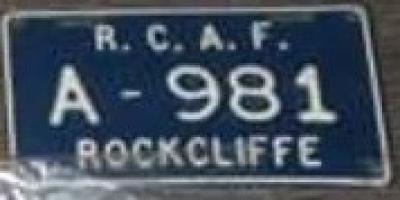 R. C. A. F.
A-981
ROCKCLIFFE